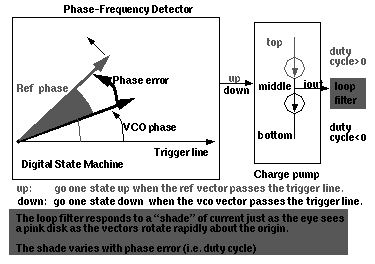 Phase-Frequency Detector
Ref phase
Phase error
VCO phase
Trigger line
Digital State Machine
up
down
top
middle
iout
bottom
Charge pump
duty
cycle>0
loop
filter
duty
cycle<0
up: go one state up when the ref vector passes the trigger line.
down: go one state down when the vco vector passes the trigger line.
The loop filter responds to a "shade" of current just as the eye sees
a pink disk as the vectors rotate rapidly about the origin.
The shade varies with phase error (i.e. duty cycle)